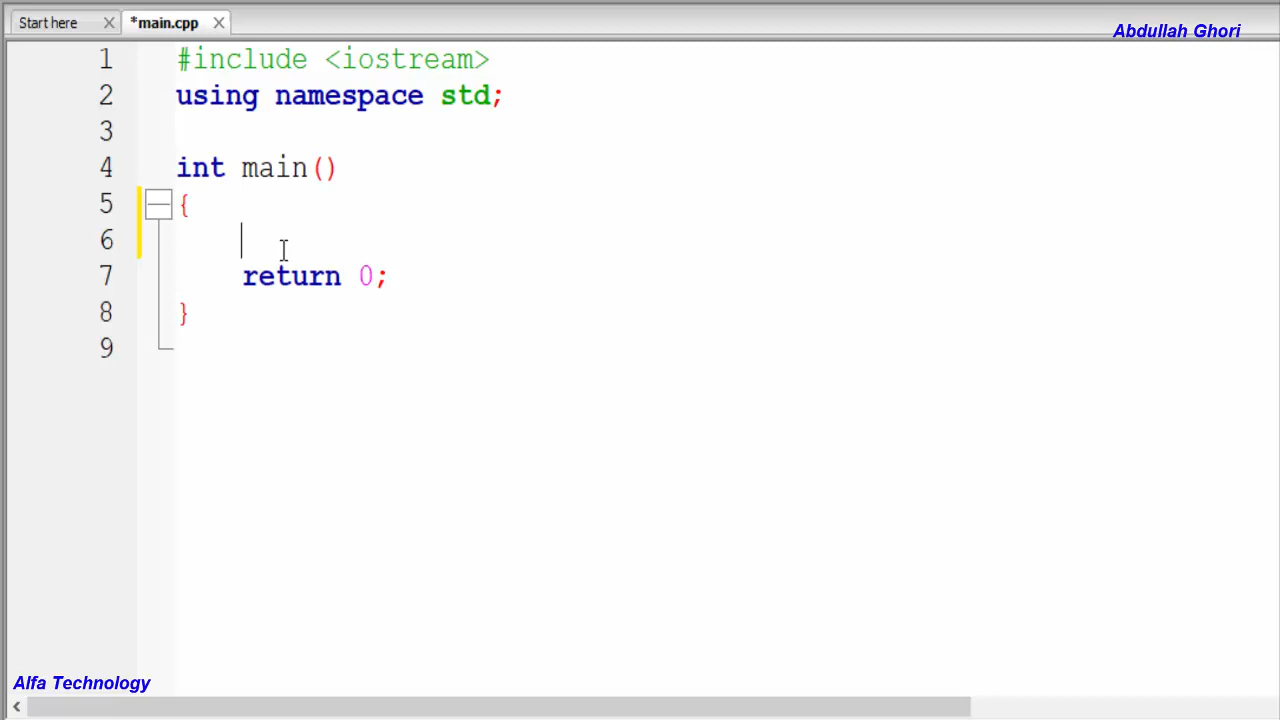 Start here *main.cpp
Abdullah Ghori
1 #include <iostream>
2 using namespace std;
3
4 int main()
5 {
6
7 return 0;
8 }
9
Alfa Technology